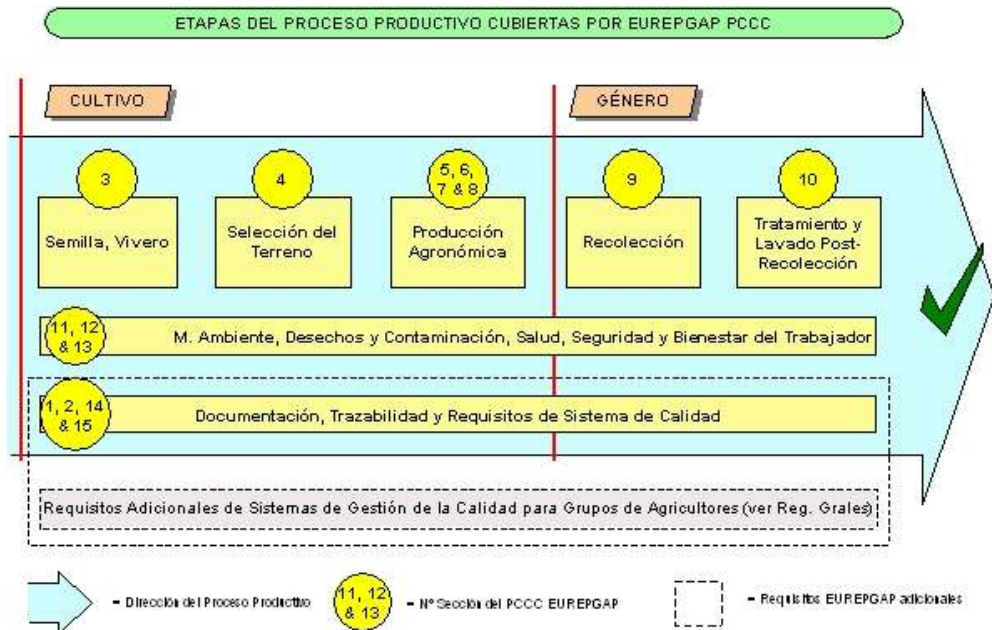 ETAPAS DEL PROCESO PRODUCTIVO CUBIERTAS POR EUREPGAP PCCC
CULTIVO
GÉNERO
3
4
5, 6,
7 & 8
9
10
Semilla, Vivero
Selección del
Terreno
Producción
Agronómica
Recolección
Tratamiento y
Lavado Post-
Recolección
11, 12
& 13
M. Ambiente, Desechos y Contaminación, Salud, Seguridad y Bienestar del Trabajador
1, 2, 14
& 15
Documentación, Trazabilidad y Requisitos de Sistema de Calidad
Requisitos Adicionales de Sistemas de Gestión de la Calidad para Grupos de Agricultores (ver Reg. Grales)
= Dirección del Proceso Productivo
11, 12
& 13
= Nº Sección del PCCC EUREPGAP
= Requisitos EUREPGAP adicionales